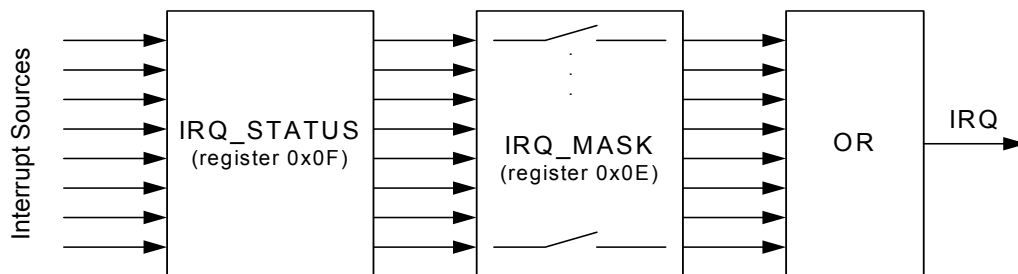 Interrupt Sources
IRQ_STATUS
(register 0x0F)
IRQ_MASK
(register 0x0E)
OR
IRQ